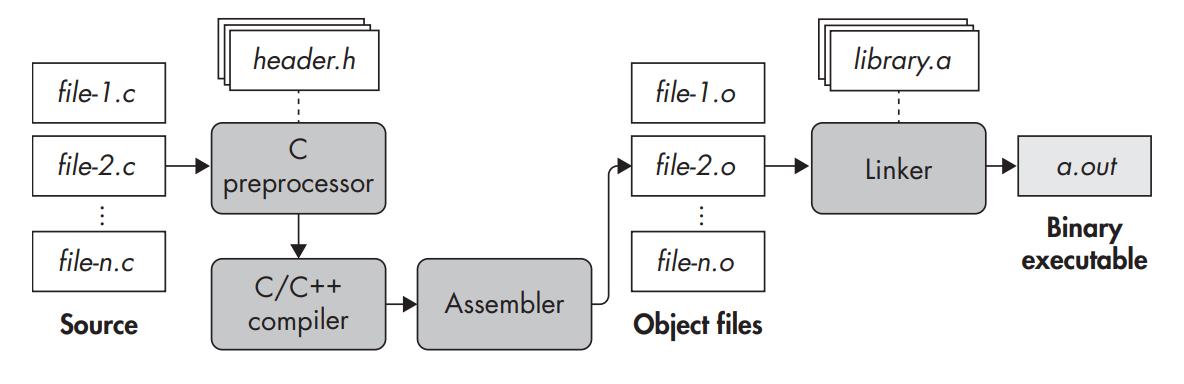 header.h
library.a
file-1.c
file-1.o
C
preprocessor
file-2.c
file-2.o
Linker
a.out
⋮
⋮
Binary
executable
file-n.c
file-n.o
C/C++
compiler
Assembler
Source
Object files